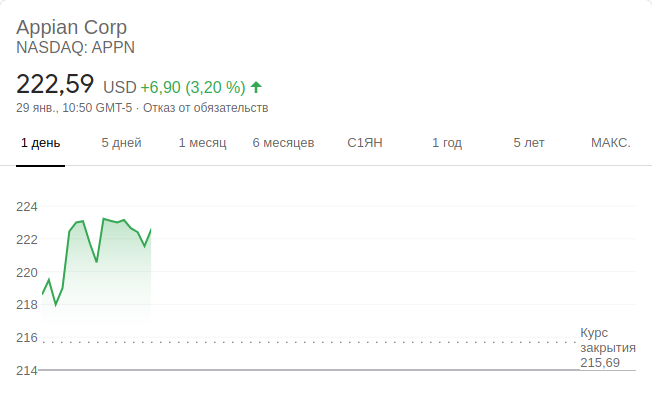 Appian Corp
NASDAQ: APPN
222,59 USD +6,90 (3,20 %)
29 янв., 10:50 GMT-5 · Отказ от обязательств
1 день 5 дней 1 месяц 6 месяцев С1ЯН 1 год 5 лет МАКС.
224
222
220
218
216
214
Курс
закрытия
215,69